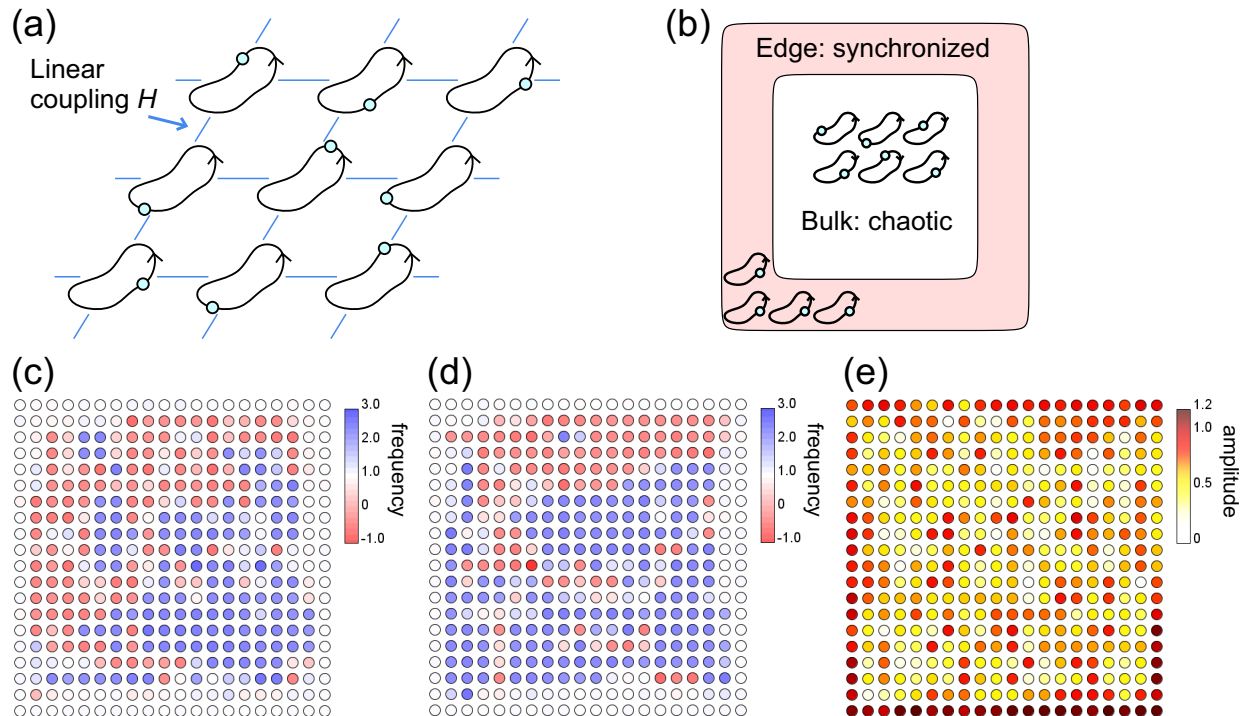 (a)
Linear
coupling H
(b)
Edge: synchronized
Bulk: chaotic
(c)
3.0
2.0
1.0
0
-1.0
frequency
(d)
3.0
2.0
1.0
0
-1.0
frequency
(e)
1.2
1.0
0.5
0
amplitude